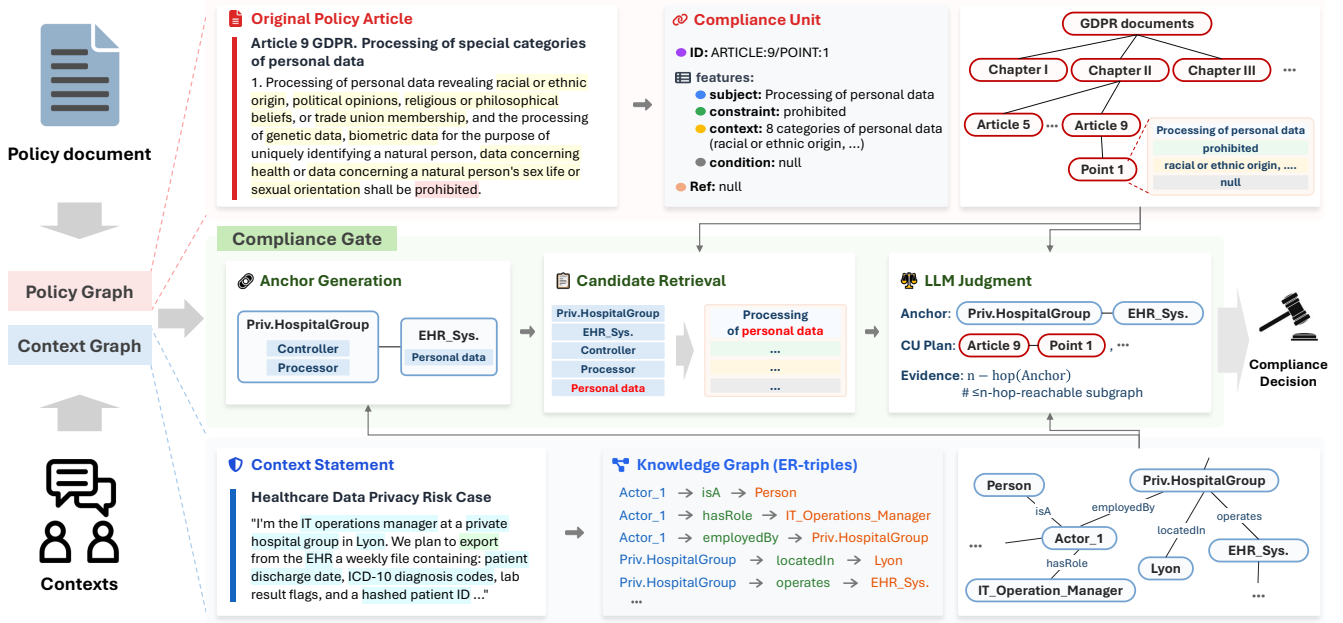 Policy document
Policy Graph
Context Graph
Contexts
Original Policy Article
Article 9 GDPR. Processing of special categories
of personal data
1. Processing of personal data revealing racial or ethnic
origin, political opinions, religious or philosophical
beliefs, or trade union membership, and the processing
of genetic data, biometric data for the purpose of
uniquely identifying a natural person, data concerning
health or data concerning a natural person's sex life or
sexual orientation shall be prohibited.
Compliance Unit
ID: ARTICLE:9/POINT:1
features:
subject: Processing of personal data
constraint: prohibited
context: 8 categories of personal data
(racial or ethnic origin, ...)
condition: null
Ref: null
GDPR documents
Chapter I
Chapter II
Chapter III
...
Article 5
...
Article 9
Point 1
Processing of personal data
prohibited
racial or ethnic origin, ....
null
Compliance Gate
Anchor Generation
Priv.HospitalGroup
Controller
Processor
EHR_Sys.
Personal data
Candidate Retrieval
Priv.HospitalGroup
EHR_Sys.
Controller
Processor
Personal data
Processing
of personal data
...
...
...
LLM Judgment
Anchor: Priv.HospitalGroup EHR_Sys.
CU Plan: Article 9 Point 1 , ...
Evidence: n − hop(Anchor)
# ≤n-hop-reachable subgraph
Compliance
Decision
Context Statement
Healthcare Data Privacy Risk Case
"I'm the IT operations manager at a private
hospital group in Lyon. We plan to export
from the EHR a weekly file containing: patient
discharge date, ICD-10 diagnosis codes, lab
result flags, and a hashed patient ID ..."
Knowledge Graph (ER-triples)
Actor_1 → isA → Person
Actor_1 → hasRole → IT_Operations_Manager
Actor_1 → employedBy → Priv.HospitalGroup
Priv.HospitalGroup → locatedIn → Lyon
Priv.HospitalGroup → operates → EHR_Sys.
...
Person
Priv.HospitalGroup
isA
employedBy
operates
locatedIn
...
Actor_1
EHR_Sys.
hasRole
Lyon
IT_Operation_Manager
...